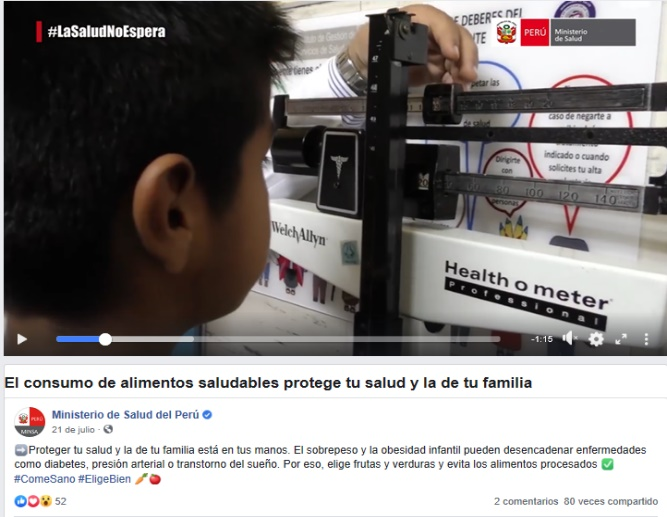 #LaSaludNoEspera
DE DEBERES DEL
PERÚ
Ministerio
de Salud
caso de negarte a
indicado o cuando
solicites tu alta
Dirigirte
con
personas
80 100 120 140
WelchAllyn
Health o meter
Professional
-1:15
El consumo de alimentos saludables protege tu salud y la de tu familia
Ministerio de Salud del Perú
21 de julio ·
➡️Proteger tu salud y la de tu familia está en tus manos. El sobrepeso y la obesidad infantil pueden desencadenar enfermedades
como diabetes, presión arterial o transtorno del sueño. Por eso, elige frutas y verduras y evita los alimentos procesados ✅
#ComeSano #EligeBien 🥕🍎
52
2 comentarios 80 veces compartido